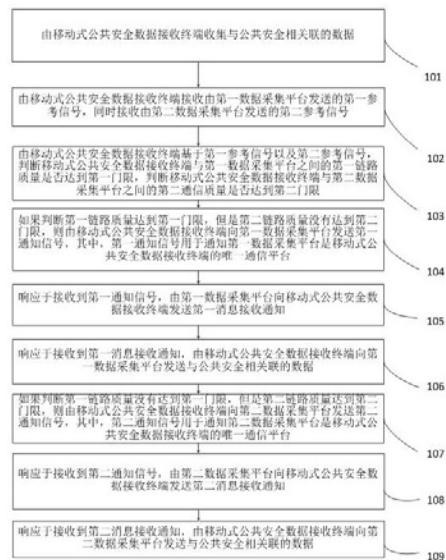 由移动式公共安全数据接收终端收集与公共安全相关联的数据
101
由移动式公共安全数据接收终端接收由第一数据采集平台发送的第一参
考信号，同时接收由第二数据采集平台发送的第二参考信号
102
由移动式公共安全数据接收终端基于第一参考信号以及第二参考信号，
判断移动式公共安全数据接收终端与第一数据采集平台之间的第一链路
质量是否达到第一门限，判断移动式公共安全数据接收终端与第二数据
采集平台之间的第二通信质量是否达到第二门限
103
如果判断第一链路质量达到第一门限，但是第二链路质量没有达到第二
门限，则由移动式公共安全数据接收终端向第一数据采集平台发送第一
通知信号，其中，第一通知信号用于通知第一数据采集平台是移动式公
共安全数据接收终端的唯一通信平台
104
响应于接收到第一通知信号，由第一数据采集平台向移动式公共安全数
据接收终端发送第一消息接收通知
105
响应于接收到第一消息接收通知，由移动式公共安全数据接收终端向第
一数据采集平台发送与公共安全相关联的数据
106
如果判断第一链路质量没有达到第一门限，但是第二链路质量达到第二
门限，则由移动式公共安全数据接收终端向第二数据采集平台发送第二
通知信号，其中，第二通知信号用于通知第二数据采集平台是移动式公
共安全数据接收终端的唯一通信平台
107
响应于接收到第二通知信号，由第二数据采集平台向移动式公共安全数
据接收终端发送第二消息接收通知
108
响应于接收到第二消息接收通知，由移动式公共安全数据接收终端向第
二数据采集平台发送与公共安全相关联的数据
109